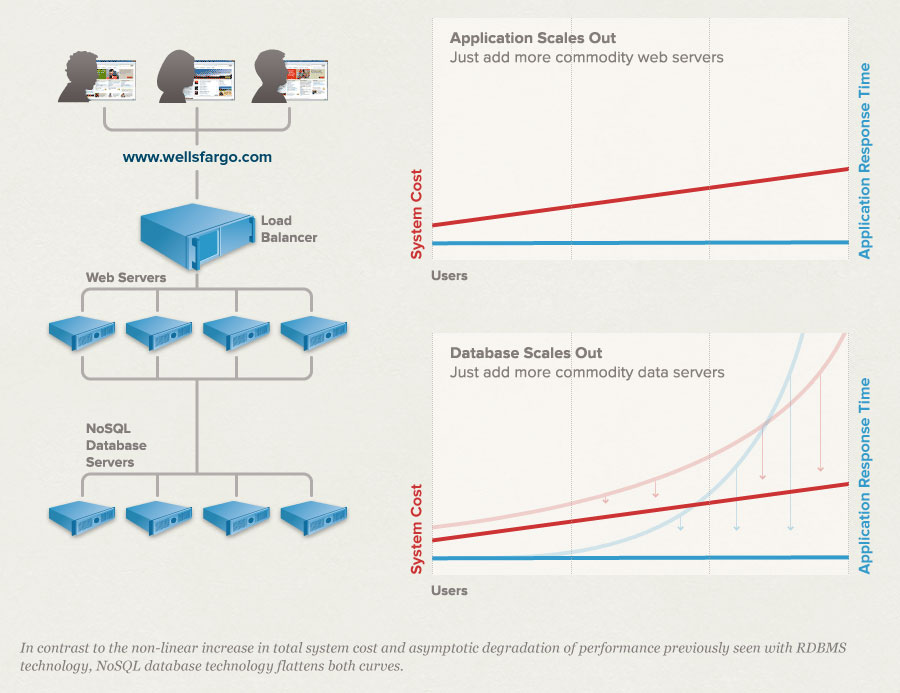 www.wellsfargo.com
Load
Balancer
Web Servers
NoSQL
Database
Servers
Application Scales Out
Just add more commodity web servers
System Cost
Application Response Time
Users
Database Scales Out
Just add more commodity data servers
System Cost
Application Response Time
Users
In contrast to the non-linear increase in total system cost and asymptotic degradation of performance previously seen with RDBMS
technology, NoSQL database technology flattens both curves.